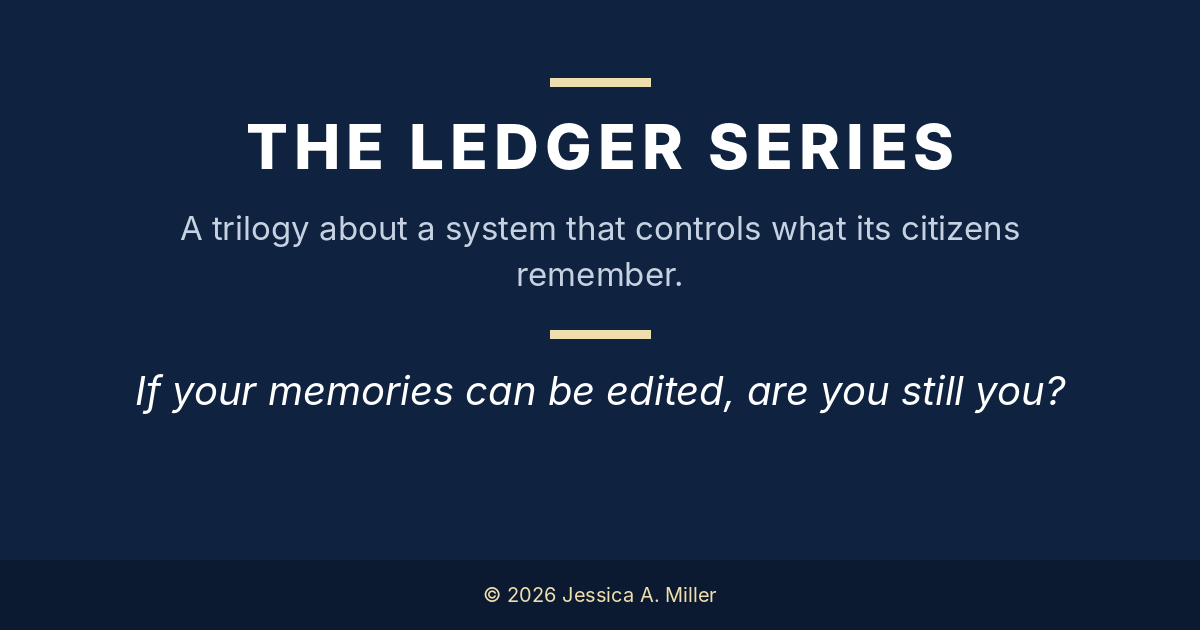 THE LEDGER SERIES
A trilogy about a system that controls what its citizens
remember.
If your memories can be edited, are you still you?
© 2026 Jessica A. Miller